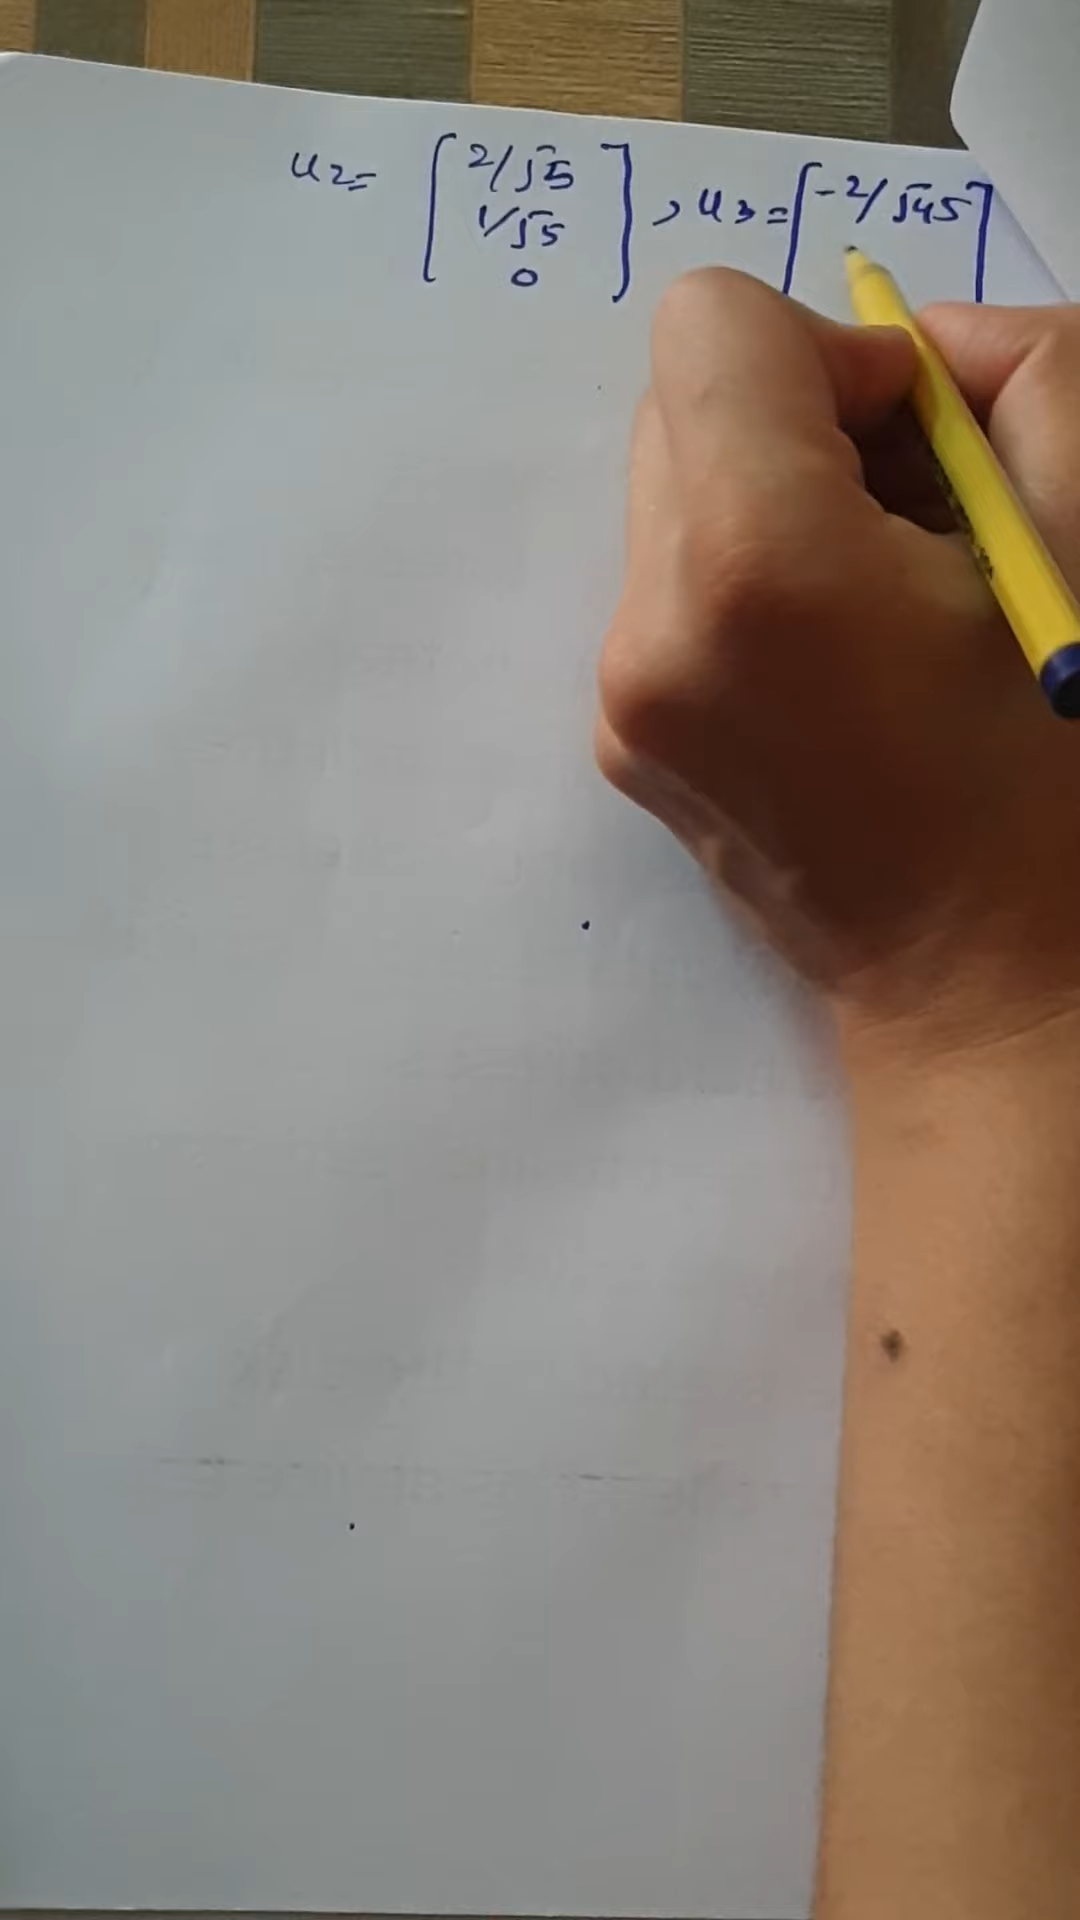 u2= [2/√5 1/√5 0], u3= [-2/√45